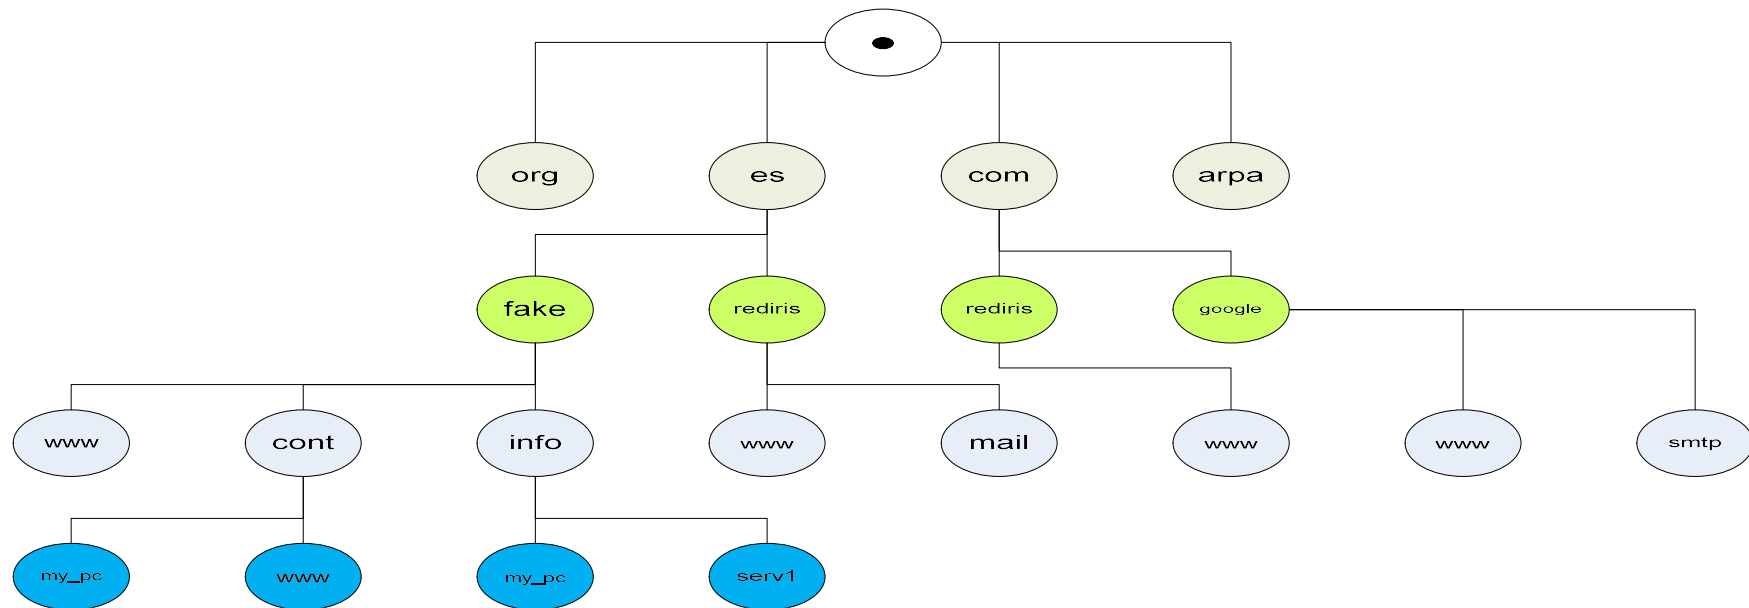 org
es
com
arpa
fake
rediris
rediris
google
www
cont
info
www
mail
www
www
smtp
my_pc
www
my_pc
serv1